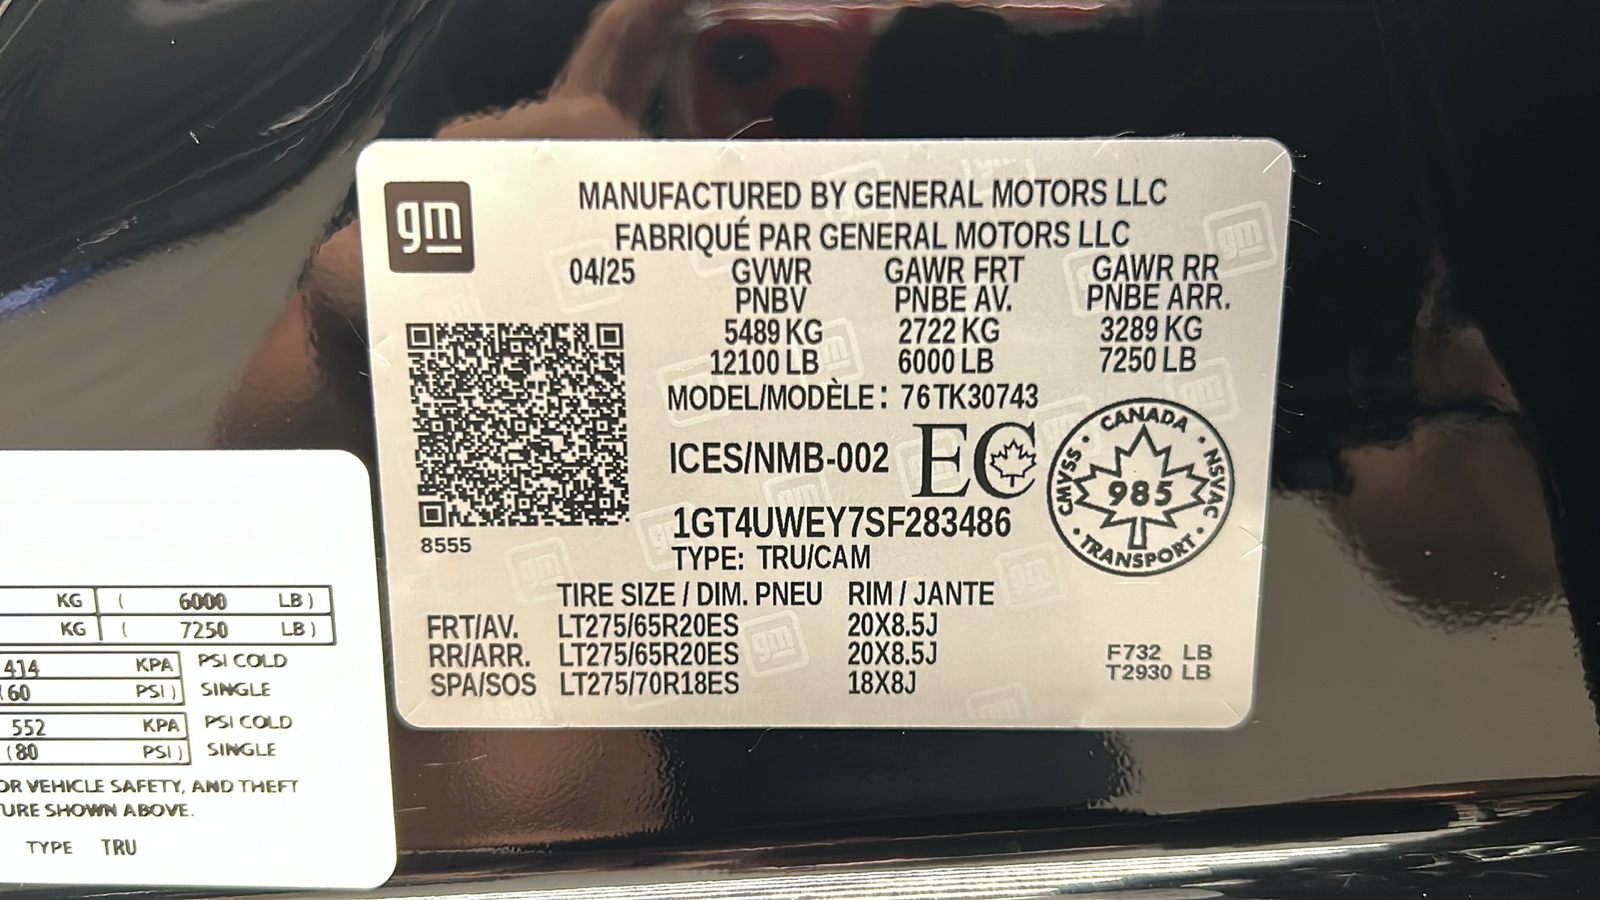 gm
MANUFACTURED BY GENERAL MOTORS LLC
FABRIQUÉ PAR GENERAL MOTORS LLC
04/25 GVWR GAWR FRT GAWR RR
PNBV PNBE AV. PNBE ARR.
5489 KG 2722 KG 3289 KG
12100 LB 6000 LB 7250 LB
MODEL/MODÈLE: 76TK30743
ICES/NMB-002 EC
CANADA
CMVSS 985 NSVAC
TRANSPORT
1GT4UWEY7SF283486
8555
TYPE: TRU/CAM
TIRE SIZE / DIM. PNEU RIM / JANTE
FRT/AV. LT275/65R20ES 20X8.5J
RR/ARR. LT275/65R20ES 20X8.5J
SPA/SOS LT275/70R18ES 18X8J
F732 LB
T2930 LB
KG ( 6000 LB )
KG ( 7250 LB )
414 KPA PSI COLD
(60 PSI) SINGLE
552 KPA PSI COLD
(80 PSI) SINGLE
OR VEHICLE SAFETY, AND THEFT
URE SHOWN ABOVE.
TYPE TRU